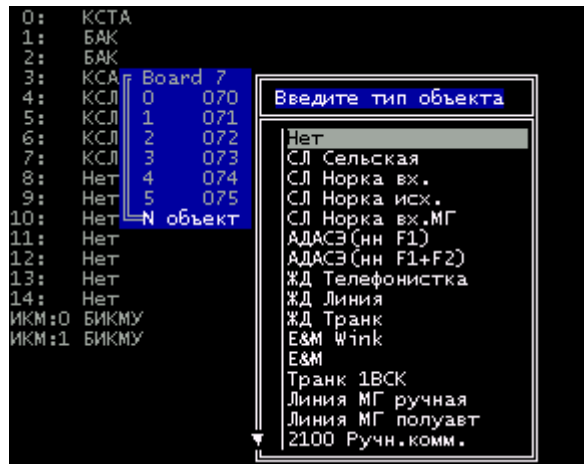 0: КСТА
1: БАК
2: БАК
3: КСА
4: КСЛ
5: КСЛ
6: КСЛ
7: КСЛ
8: Нет
9: Нет
10: Нет
11: Нет
12: Нет
13: Нет
14: Нет
ИКМ:0 БИКМУ
ИКМ:1 БИКМУ
Board 7
0 070
1 071
2 072
3 073
4 074
5 075
N объект
Введите тип объекта
Нет
СЛ Сельская
СЛ Норка вх.
СЛ Норка исх.
СЛ Норка вх.МГ
АДАСЭ(нн F1)
АДАСЭ(нн F1+F2)
ЖД Телефонистка
ЖД Линия
ЖД Транк
E&M Wink
E&M
Транк 1ВСК
Линия МГ ручная
Линия МГ полуавт
2100 Ручн.комм.